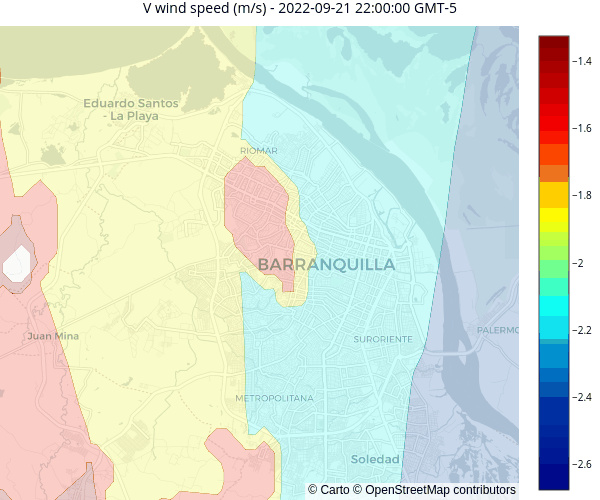 V wind speed (m/s) - 2022-09-21 22:00:00 GMT-5
Eduardo Santos
- La Playa
RIOMAR
BARRANQUILLA
Juan Mina
SURORIENTE
PALERMO
METROPOLITANA
Soledad
© Carto © OpenStreetMap contributors
−1.4
−1.6
−1.8
−2
−2.2
−2.4
−2.6